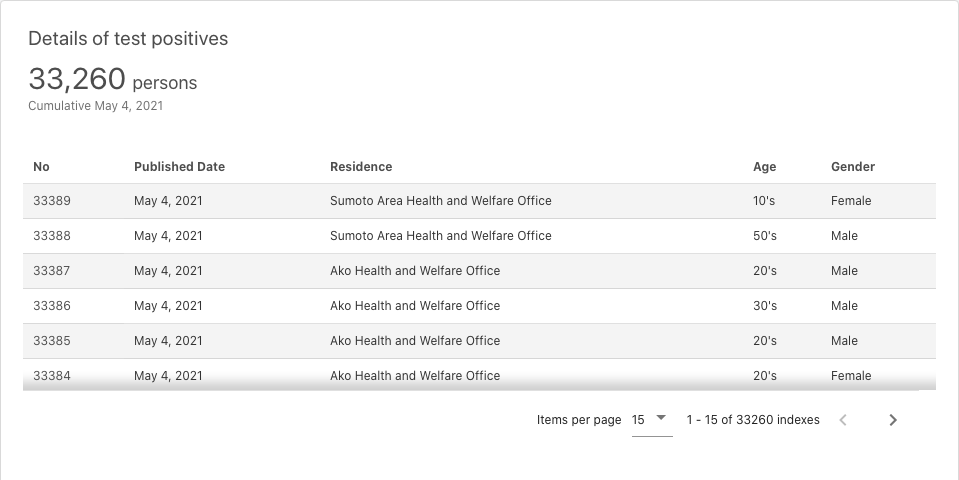 Details of test positives
33,260 persons
Cumulative May 4, 2021
No Published Date Residence Age Gender
33389 May 4, 2021 Sumoto Area Health and Welfare Office 10's Female
33388 May 4, 2021 Sumoto Area Health and Welfare Office 50's Male
33387 May 4, 2021 Ako Health and Welfare Office 20's Male
33386 May 4, 2021 Ako Health and Welfare Office 30's Male
33385 May 4, 2021 Ako Health and Welfare Office 20's Male
33384 May 4, 2021 Ako Health and Welfare Office 20's Female
Items per page 15 1 - 15 of 33260 indexes